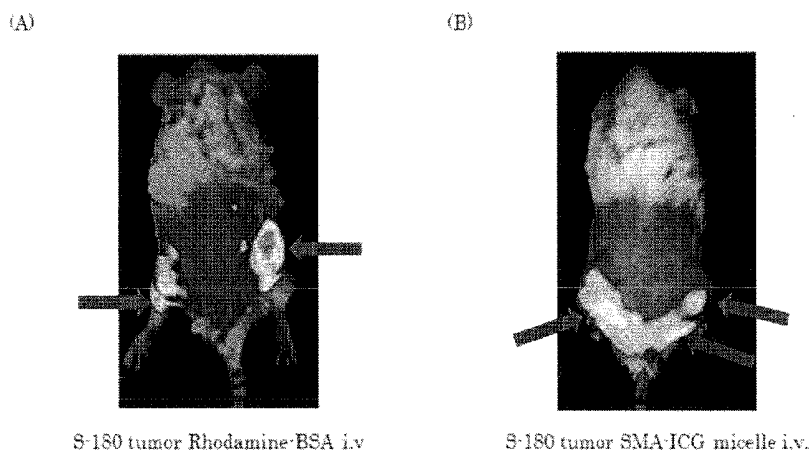 (A)
(B)
S-180 tumor Rhodamine-BSA i.v
S-180 tumor SMA-ICG micelle i.v.